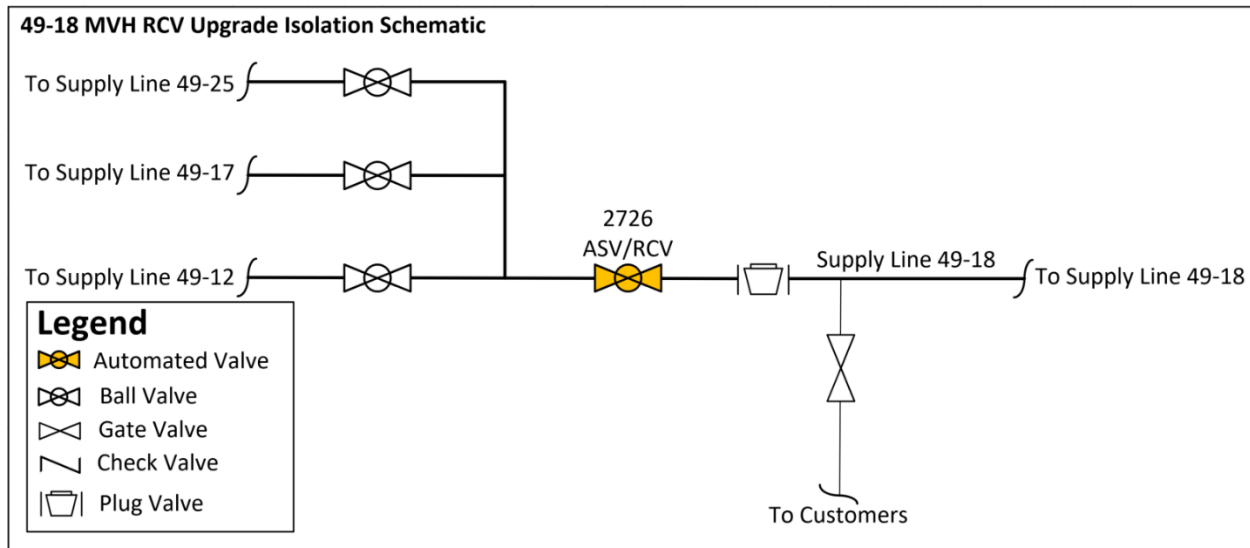 49-18 MVH RCV Upgrade Isolation Schematic
To Supply Line 49-25
To Supply Line 49-17
2726
ASV/RCV
To Supply Line 49-12
Supply Line 49-18
To Supply Line 49-18
Legend
Automated Valve
Ball Valve
Gate Valve
Check Valve
Plug Valve
To Customers